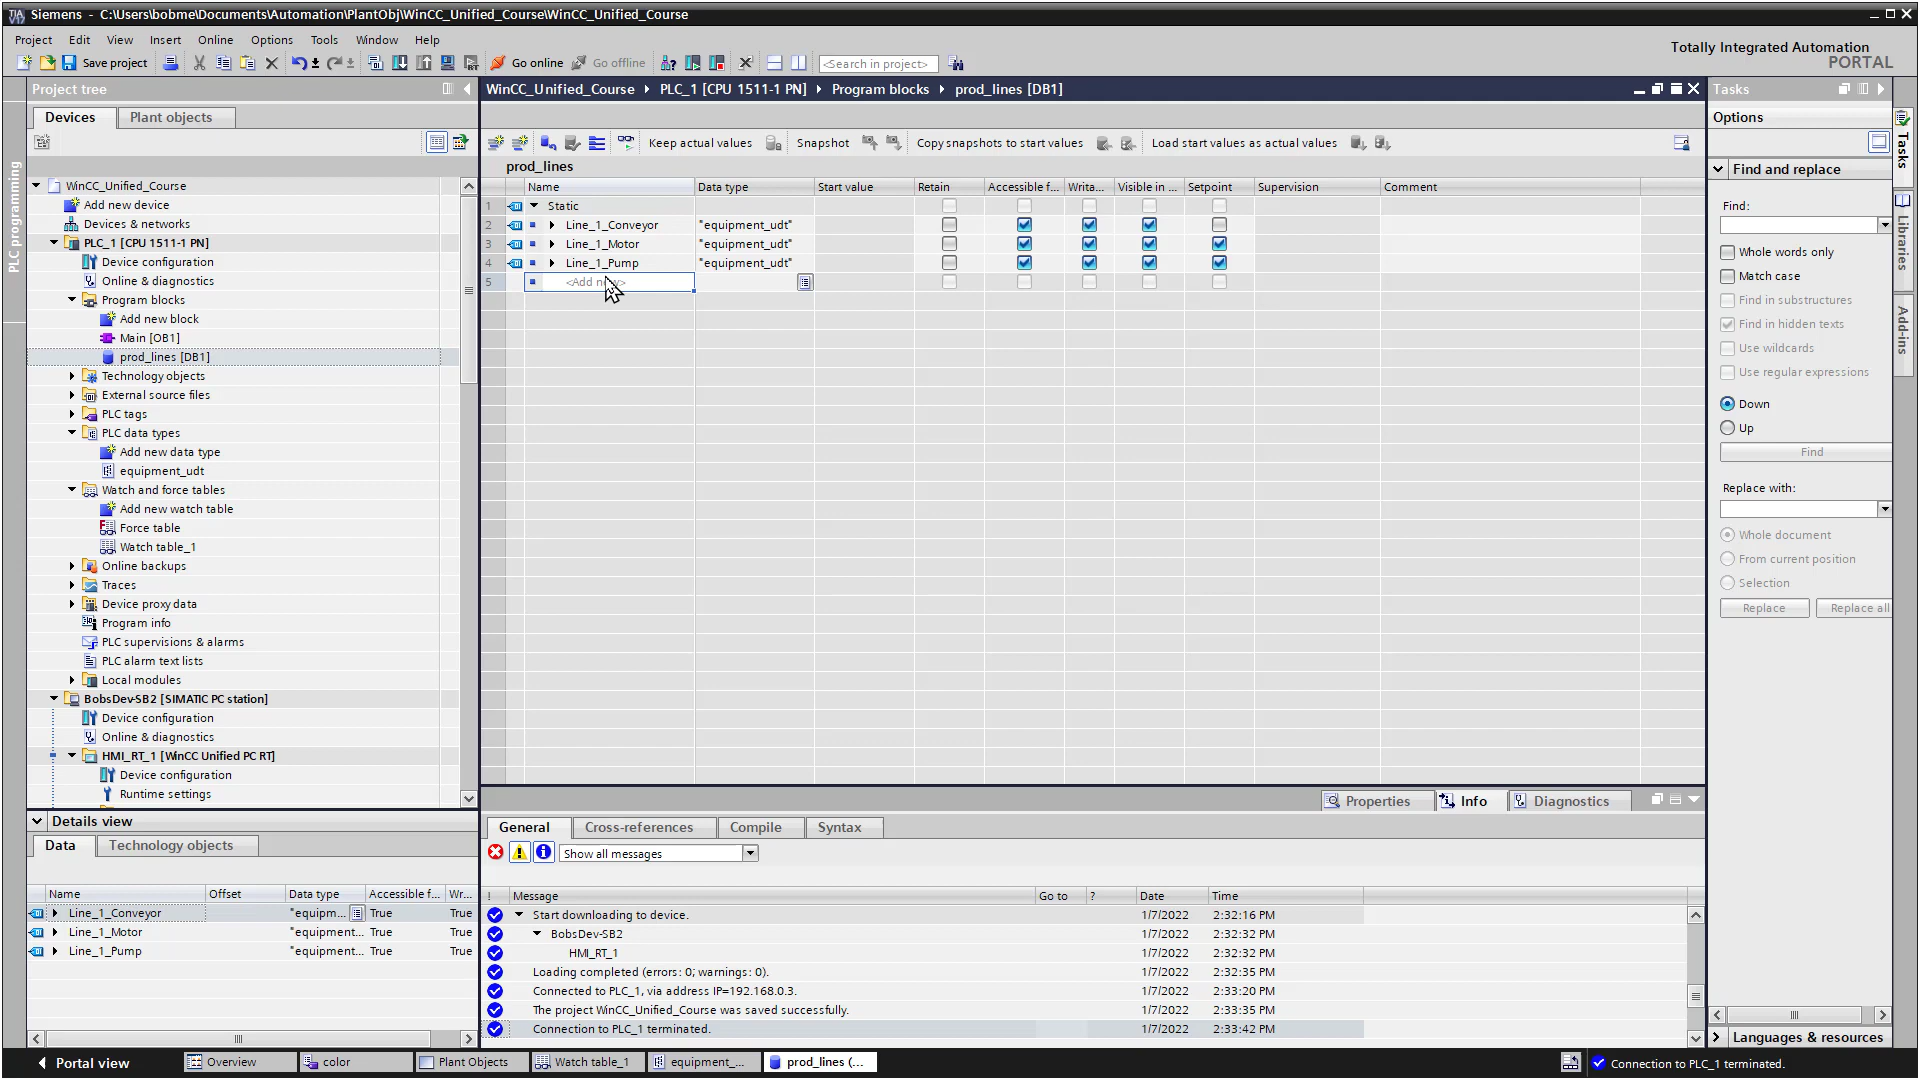 Siemens - C:\Users\bobme\Documents\Automation\PlantObj\WinCC_Unified_Course\WinCC_Unified_Course
Project Edit View Insert Online Options Tools Window Help
Totally Integrated Automation
PORTAL
Save project Go online Go offline <Search in project>
Project tree
WinCC_Unified_Course PLC_1 [CPU 1511-1 PN] Program blocks prod_lines [DB1]
Tasks
Devices Plant objects
Options
Keep actual values Snapshot Copy snapshots to start values Load start values as actual values
PLC programming
WinCC_Unified_Course
Add new device
Devices & networks
PLC_1 [CPU 1511-1 PN]
Device configuration
Online & diagnostics
Program blocks
Add new block
Main [OB1]
prod_lines [DB1]
Technology objects
External source files
PLC tags
PLC data types
Add new data type
equipment_udt
Watch and force tables
Add new watch table
Force table
Watch table_1
Online backups
Traces
Device proxy data
Program info
PLC supervisions & alarms
PLC alarm text lists
Local modules
BobsDev-SB2 [SIMATIC PC station]
Device configuration
Online & diagnostics
HMI_RT_1 [WinCC Unified PC RT]
Device configuration
Runtime settings
prod_lines
Name Data type Start value Retain Accessible f... Writa... Visible in ... Setpoint Supervision Comment
1 Static
2 Line_1_Conveyor "equipment_udt"
3 Line_1_Motor "equipment_udt"
4 Line_1_Pump "equipment_udt"
5
Find and replace
Find:
Whole words only
Match case
Find in substructures
Find in hidden texts
Use wildcards
Use regular expressions
Down
Up
Find
Replace with:
Whole document
From current position
Selection
Replace Replace all
Languages & resources
Tasks
Libraries
Add-ins
Details view
Data Technology objects
Name Offset Data type Accessible f... Wr...
Line_1_Conveyor "equipm... True True
Line_1_Motor "equipment... True True
Line_1_Pump "equipment... True True
Properties Info Diagnostics
General Cross-references Compile Syntax
Show all messages
! Message Go to ? Date Time
Start downloading to device. 1/7/2022 2:32:16 PM
BobsDev-SB2 1/7/2022 2:32:32 PM
HMI_RT_1 1/7/2022 2:32:32 PM
Loading completed (errors: 0; warnings: 0). 1/7/2022 2:32:35 PM
Connected to PLC_1, via address IP=192.168.0.3. 1/7/2022 2:33:20 PM
The project WinCC_Unified_Course was saved successfully. 1/7/2022 2:33:35 PM
Connection to PLC_1 terminated. 1/7/2022 2:33:42 PM
Portal view Overview color Plant Objects Watch table_1 equipment_... prod_lines (... Connection to PLC_1 terminated.